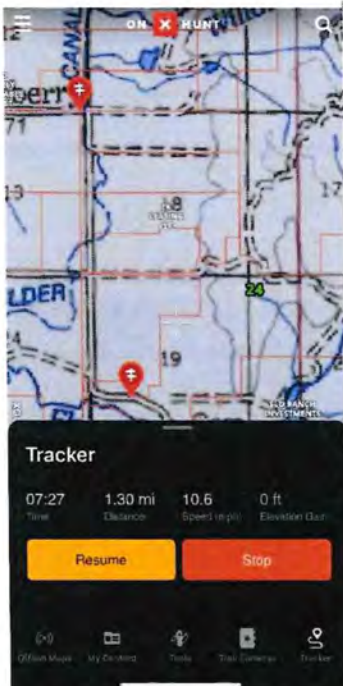 12
ON X HUNT
CANAL
berr
71
13
18
17
LDER
24
19
ELD RANCH
INVESTMENTS
Tracker
07:27
1.30 mi
10.6
0 ft
Time
Distance
Speed mph
Elevation Gain
Resume
Stop
Offline Maps
My Content
Tools
Trail Cameras
Tracker